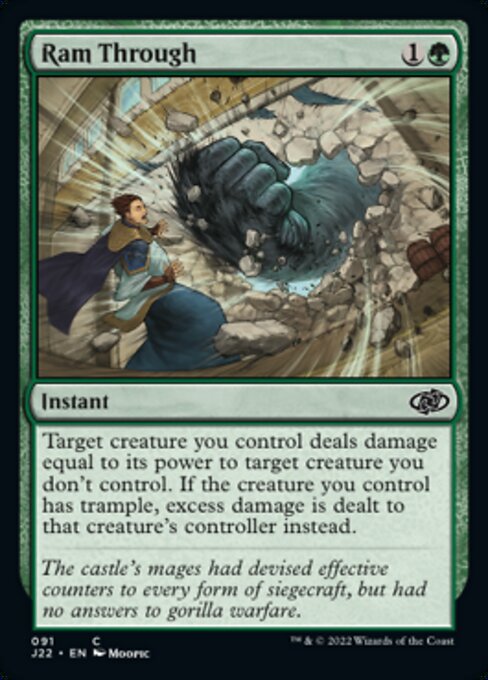 Ram Through 1
Instant
Target creature you control deals damage
equal to its power to target creature you
don't control. If the creature you control
has trample, excess damage is dealt to
that creature's controller instead.
The castle's mages had devised effective
counters to every form of siegecraft, but had
no answers to gorilla warfare.
091 C
J22 • EN Moopic
™ & © 2022 Wizards of the Coast